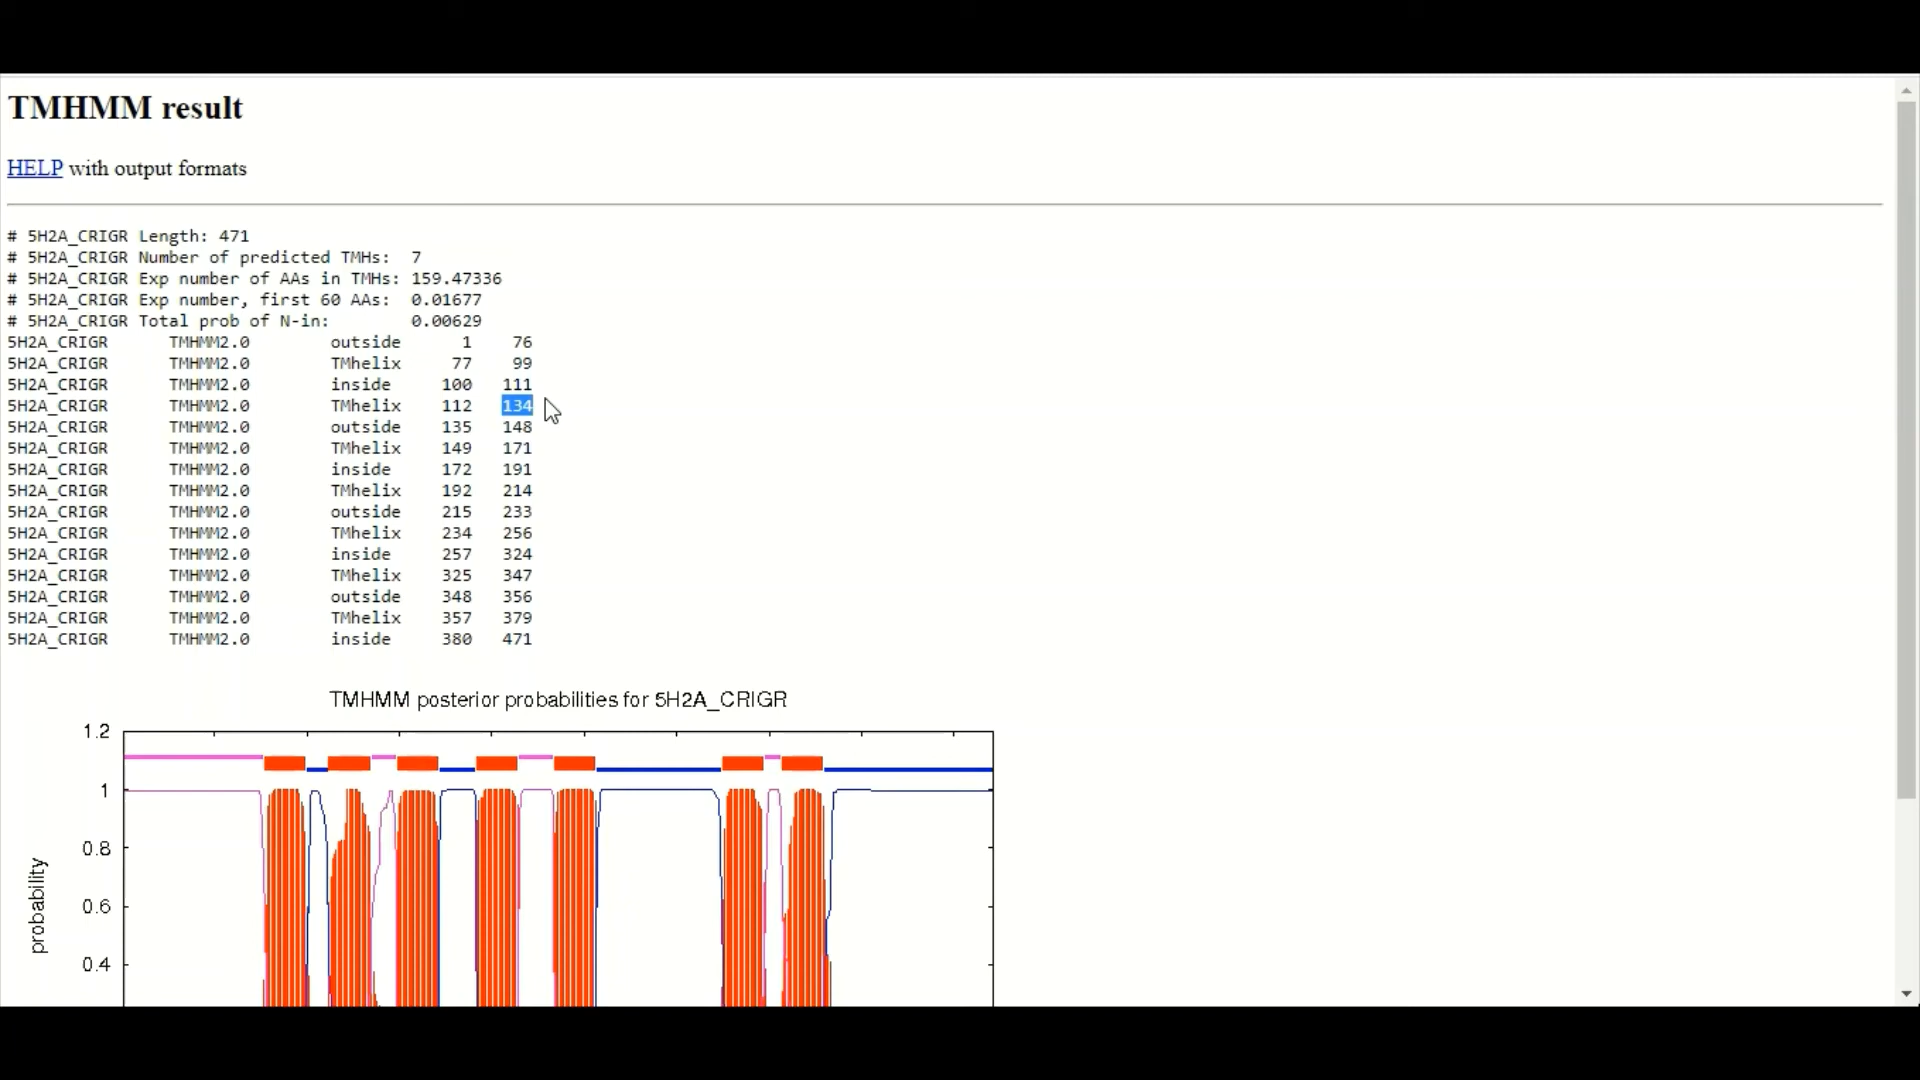 TMHMM result
HELP with output formats
# 5H2A_CRIGR Length: 471
# 5H2A_CRIGR Number of predicted TMHs: 7
# 5H2A_CRIGR Exp number of AAs in TMHs: 159.47336
# 5H2A_CRIGR Exp number, first 60 AAs: 0.01677
# 5H2A_CRIGR Total prob of N-in: 0.00629
5H2A_CRIGR TMHMM2.0 outside 1 76
5H2A_CRIGR TMHMM2.0 TMhelix 77 99
5H2A_CRIGR TMHMM2.0 inside 100 111
5H2A_CRIGR TMHMM2.0 TMhelix 112 134
5H2A_CRIGR TMHMM2.0 outside 135 148
5H2A_CRIGR TMHMM2.0 TMhelix 149 171
5H2A_CRIGR TMHMM2.0 inside 172 191
5H2A_CRIGR TMHMM2.0 TMhelix 192 214
5H2A_CRIGR TMHMM2.0 outside 215 233
5H2A_CRIGR TMHMM2.0 TMhelix 234 256
5H2A_CRIGR TMHMM2.0 inside 257 324
5H2A_CRIGR TMHMM2.0 TMhelix 325 347
5H2A_CRIGR TMHMM2.0 outside 348 356
5H2A_CRIGR TMHMM2.0 TMhelix 357 379
5H2A_CRIGR TMHMM2.0 inside 380 471
TMHMM posterior probabilities for 5H2A_CRIGR
1.2
1
0.8
0.6
0.4
probability